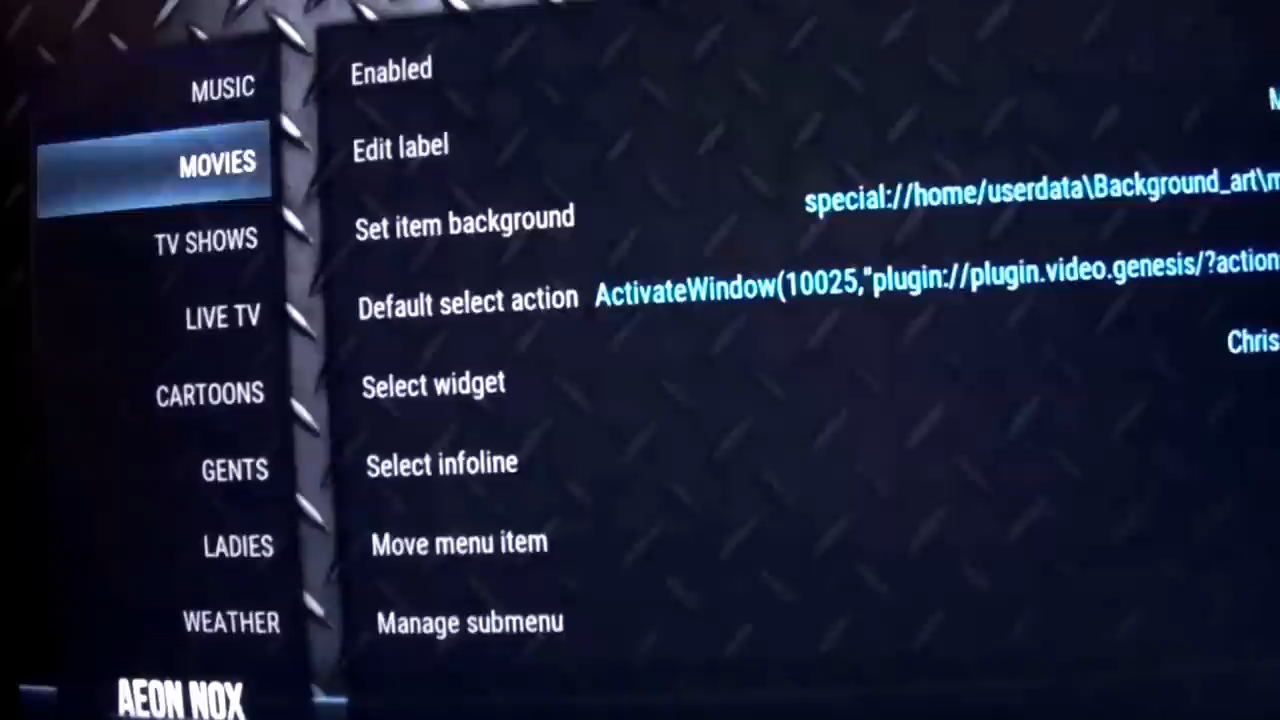 MUSIC
MOVIES
TV SHOWS
LIVE TV
CARTOONS
GENTS
LADIES
WEATHER
AEON NOX
Enabled
Edit label
Set item background special://home/userdata\Background_art\m
Default select action ActivateWindow(10025,"plugin://plugin.video.genesis/?action
Select widget Chris
Select infoline
Move menu item
Manage submenu